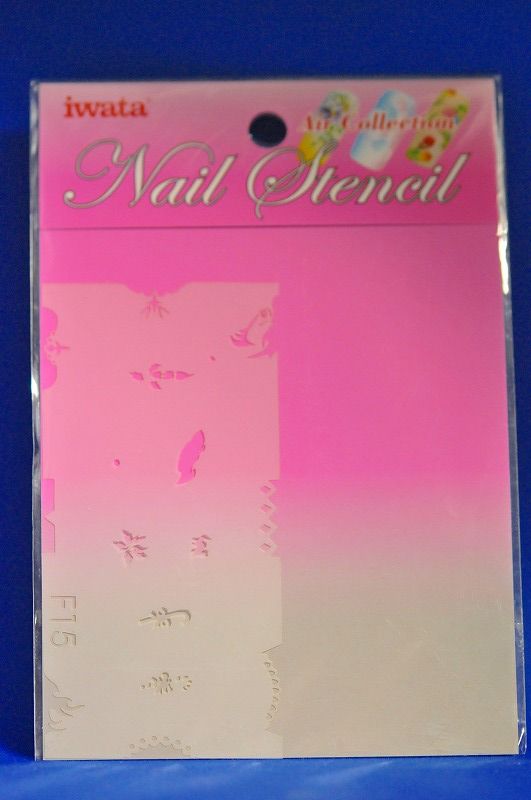 iwata
Air Collection
Nail Stencil
F15